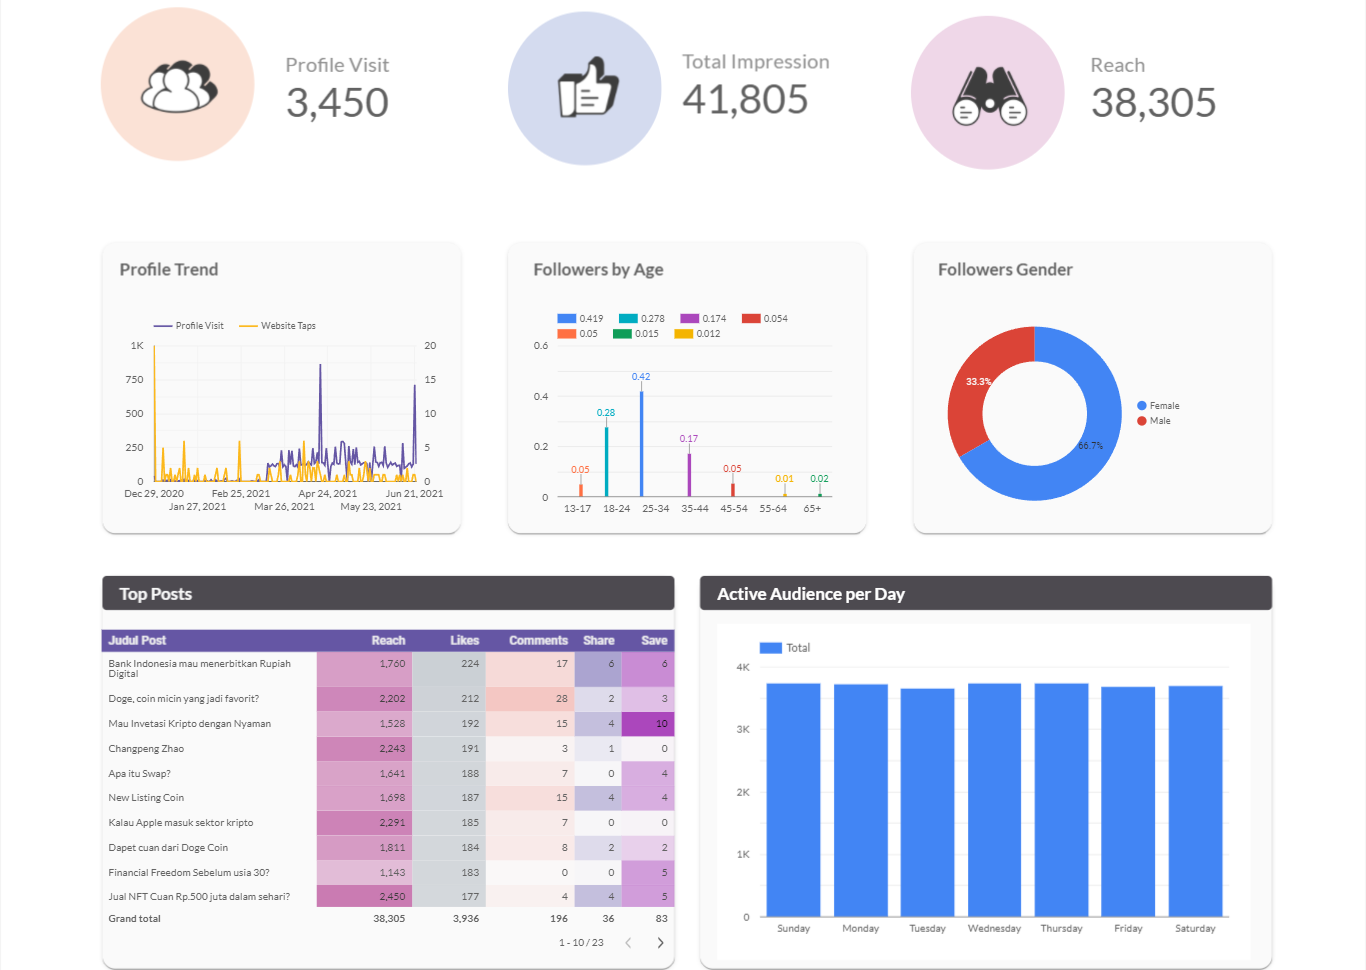 Profile Visit
3,450
Total Impression
41,805
Reach
38,305
Profile Trend
Profile Visit
Website Taps
1K
750
500
250
0
20
15
10
5
0
Dec 29, 2020
Jan 27, 2021
Feb 25, 2021
Mar 26, 2021
Apr 24, 2021
May 23, 2021
Jun 21, 2021
Followers by Age
0.419 0.278 0.174 0.054
0.05 0.015 0.012
0.6
0.4
0.2
0
0.05
0.28
0.42
0.17
0.05
0.01
0.02
13-17 18-24 25-34 35-44 45-54 55-64 65+
Followers Gender
33.3%
66.7%
Female
Male
Top Posts
Judul Post Reach Likes Comments Share Save
Bank Indonesia mau menerbitkan Rupiah
Digital
1,760 224 17 6 6
Doge, coin micin yang jadi favorit? 2,202 212 28 2 3
Mau Invetasi Kripto dengan Nyaman 1,528 192 15 4 10
Changpeng Zhao 2,243 191 3 1 0
Apa itu Swap? 1,641 188 7 0 4
New Listing Coin 1,698 187 15 4 4
Kalau Apple masuk sektor kripto 2,291 185 7 0 0
Dapet cuan dari Doge Coin 1,811 184 8 2 2
Financial Freedom Sebelum usia 30? 1,143 183 0 0 5
Jual NFT Cuan Rp.500 juta dalam sehari? 2,450 177 4 4 5
Grand total 38,305 3,936 196 36 83
1 - 10 / 23
Active Audience per Day
Total
4K
3K
2K
1K
0
Sunday Monday Tuesday Wednesday Thursday Friday Saturday